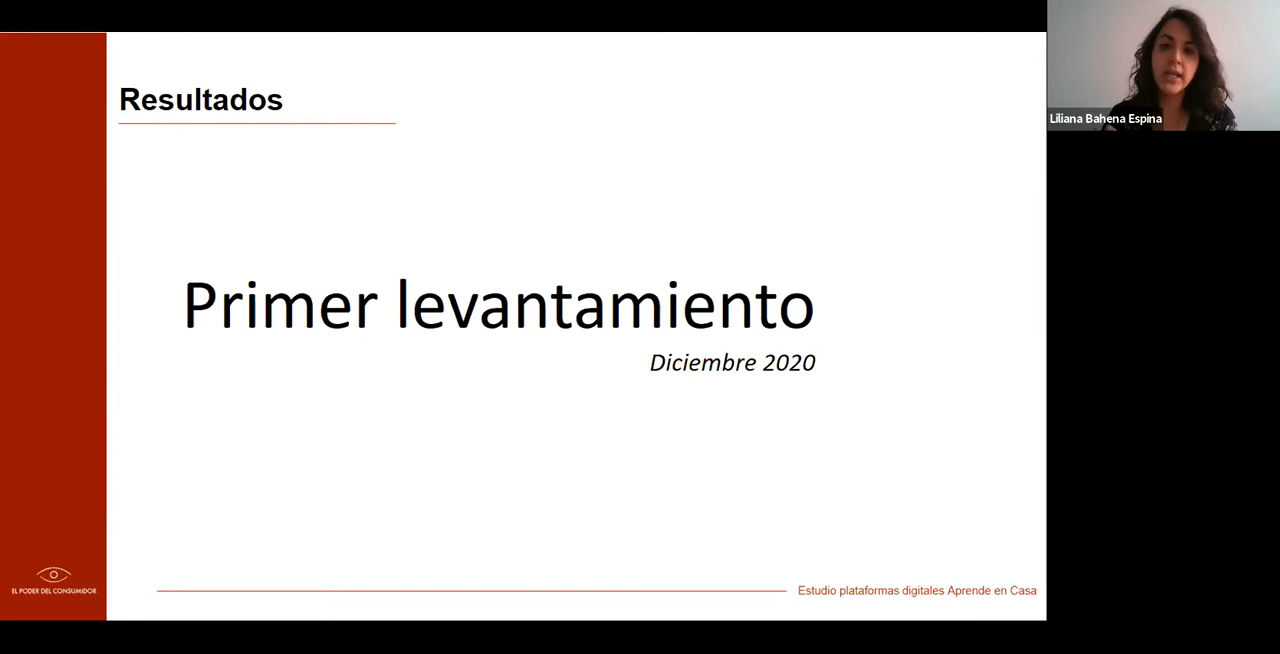 Resultados
Liliana Bahena Espina
Primer levantamiento
Diciembre 2020
EL PODER DEL CONSUMIDOR
Estudio plataformas digitales Aprende en Casa